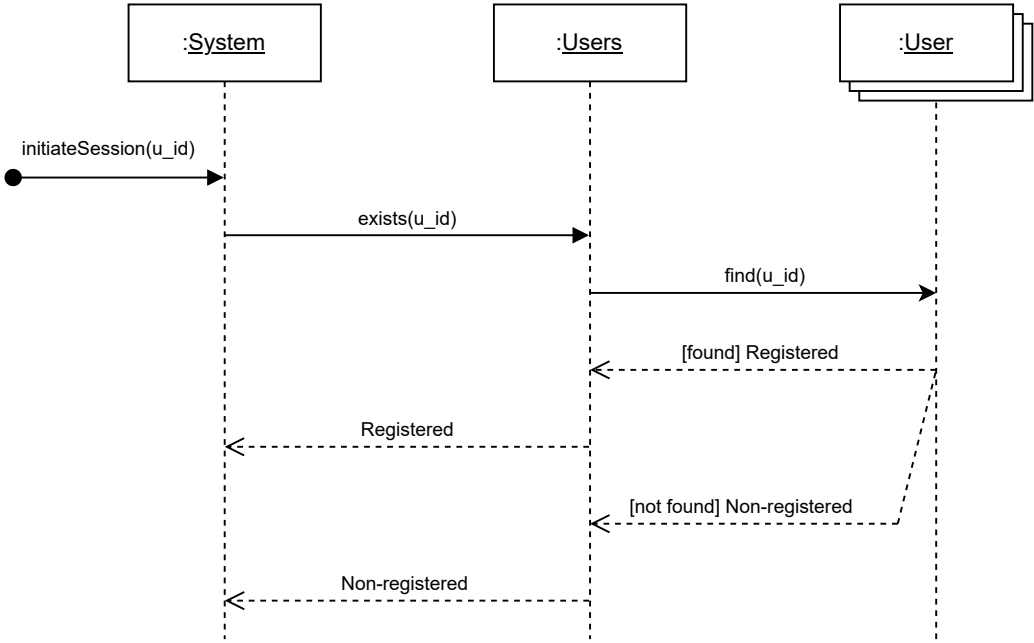 :System
:Users
:User
initiateSession(u_id)
exists(u_id)
find(u_id)
[found] Registered
Registered
[not found] Non-registered
Non-registered